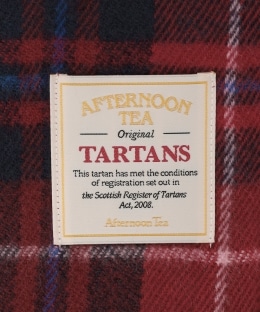 AFTERNOON
TEA
Original
TARTANS
This tartan has met the conditions
of registration set out in
the Scottish Register of Tartans
Act, 2008.
Afternoon Tea